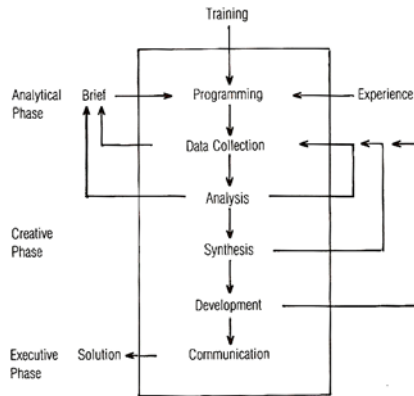 Training
Analytical Phase
Brief
Programming
Experience
Data Collection
Analysis
Creative Phase
Synthesis
Development
Executive Phase
Solution
Communication